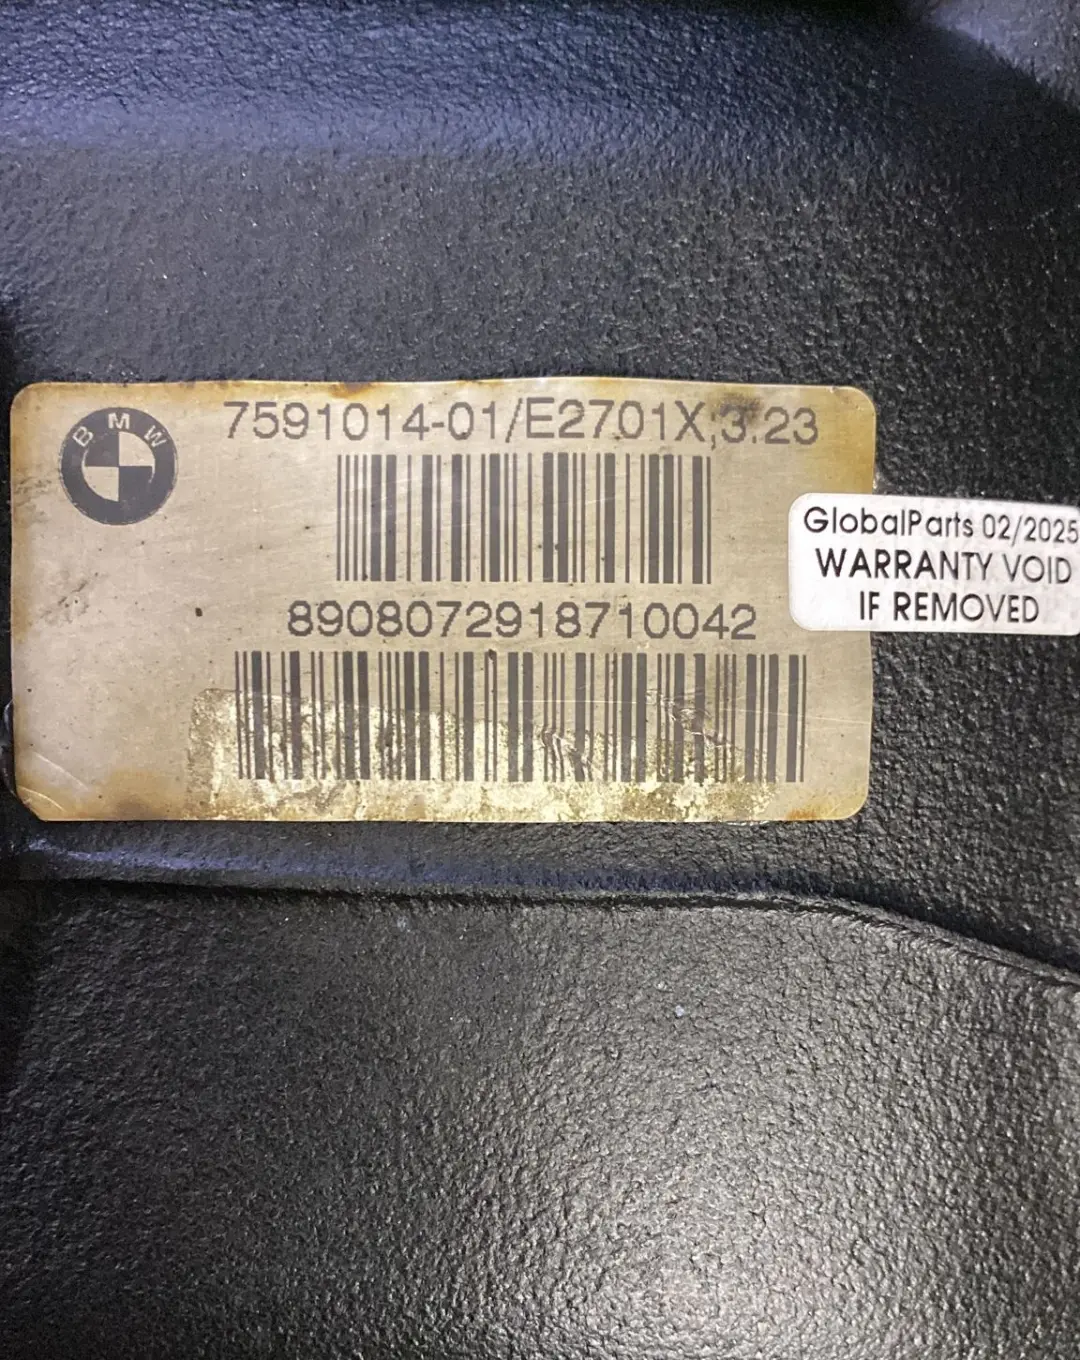 BMW
7591014-01/E2701X;3.23
8908072918710042
GlobalParts 02/2025
WARRANTY VOID
IF REMOVED